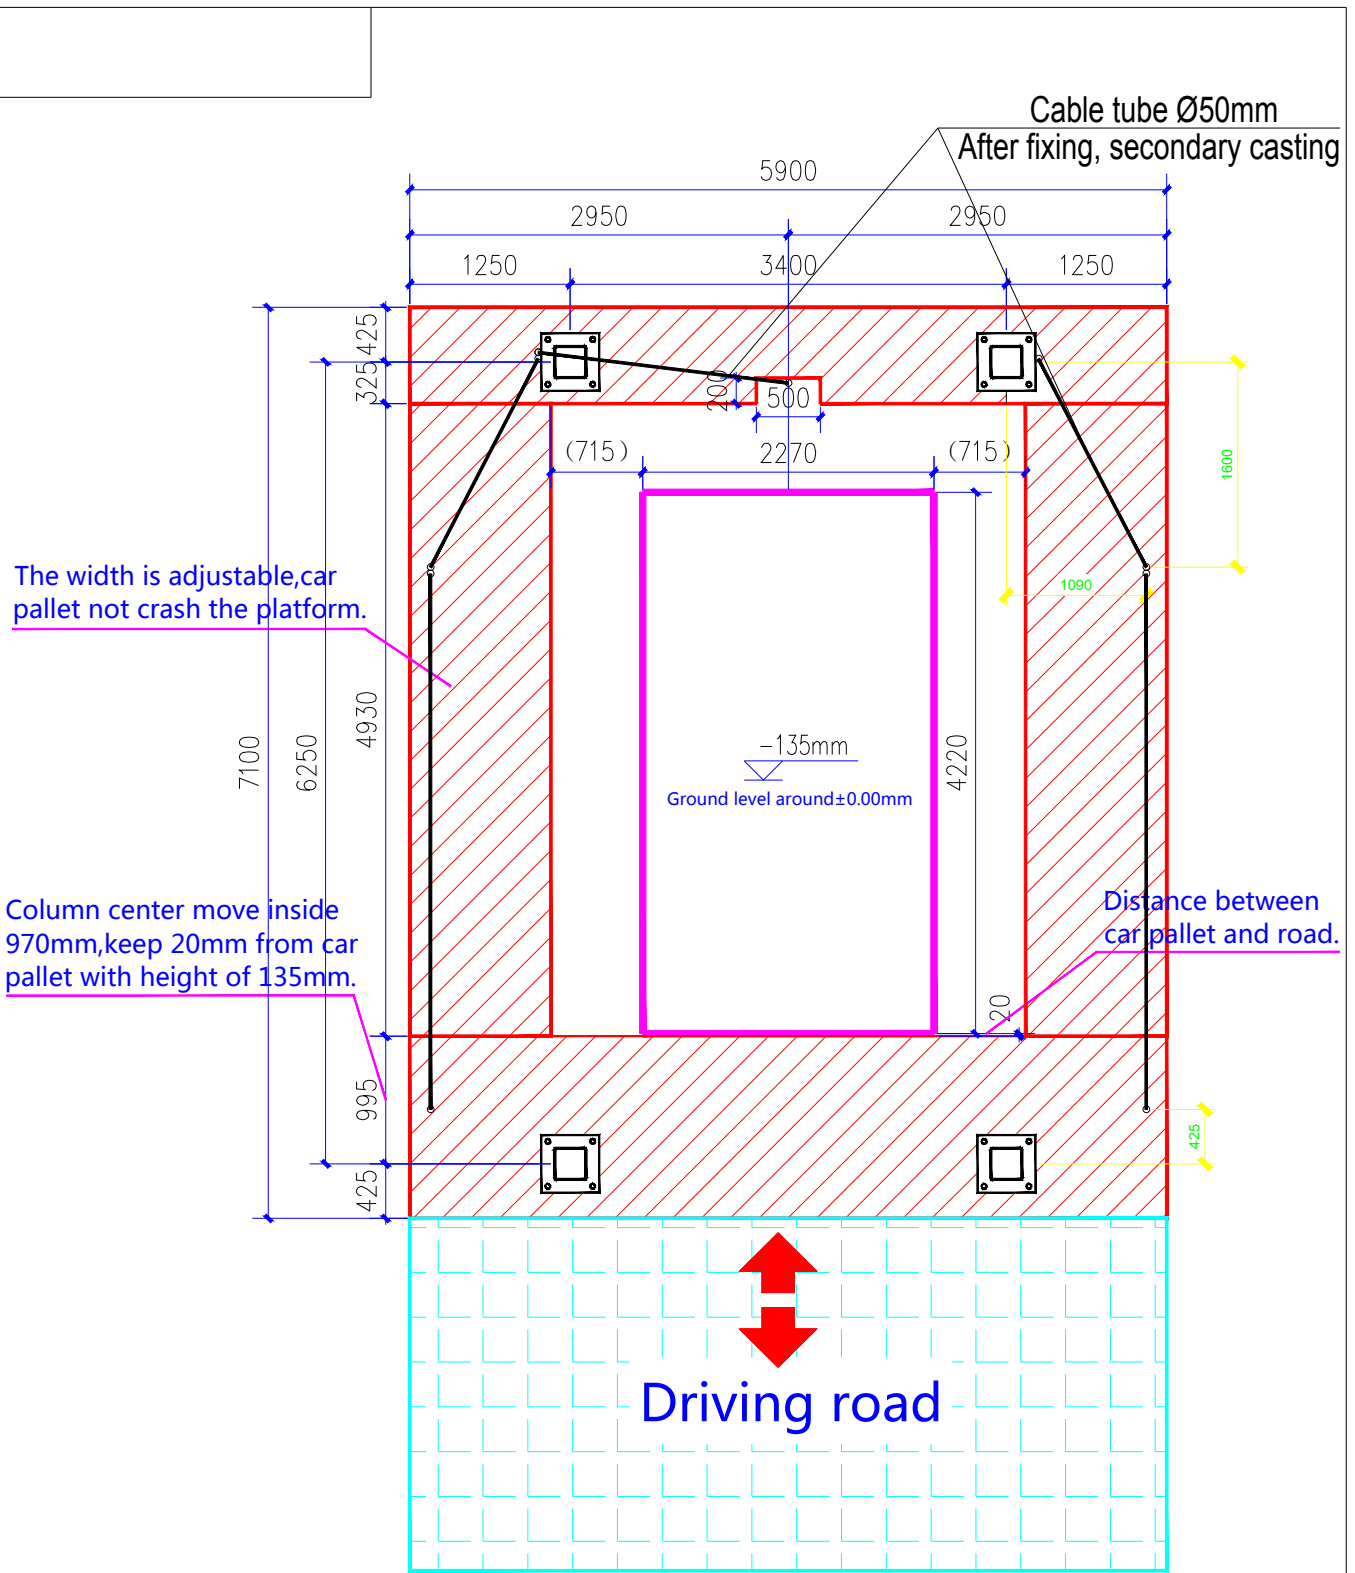 Cable tube Ø50mm
After fixing, secondary casting
5900
2950
2950
1250
3400
1250
425
325
200
500
(715)
2270
(715)
1600
1090
The width is adjustable,car
pallet not crash the platform.
7100
6250
4930
4220
-135mm
Ground level around±0.00mm
Column center move inside
970mm,keep 20mm from car
pallet with height of 135mm.
Distance between
car pallet and road.
20
995
425
425
Driving road